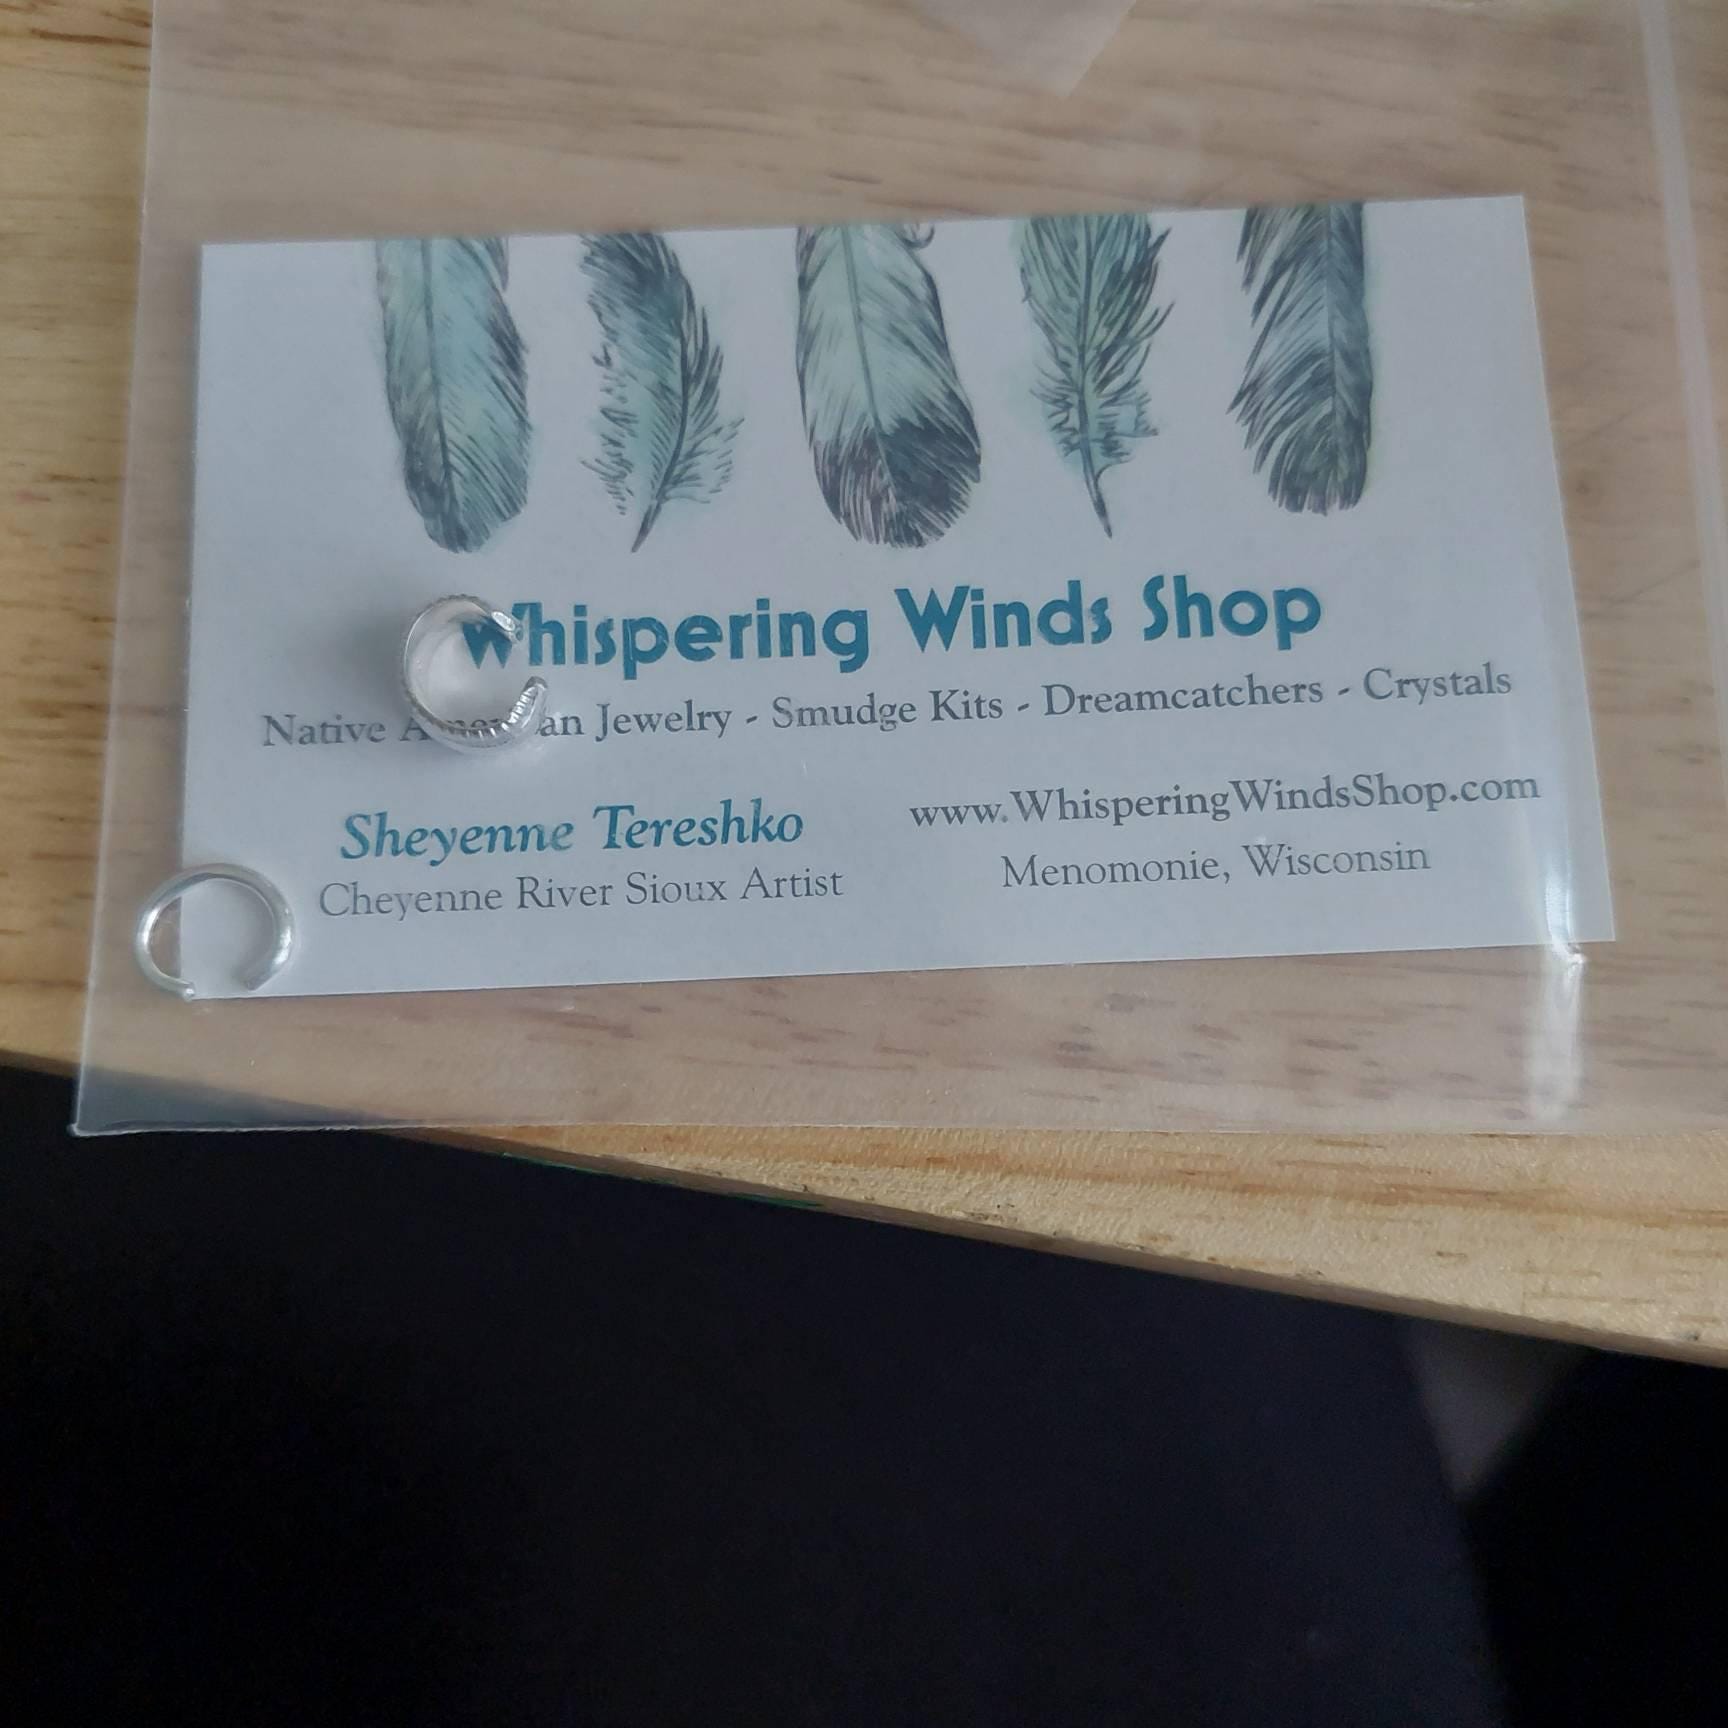 Whispering Winds Shop
Native American Jewelry - Smudge Kits - Dreamcatchers - Crystals
Sheyenne Tereshko
Cheyenne River Sioux Artist
www.WhisperingWindsShop.com
Menomonie, Wisconsin